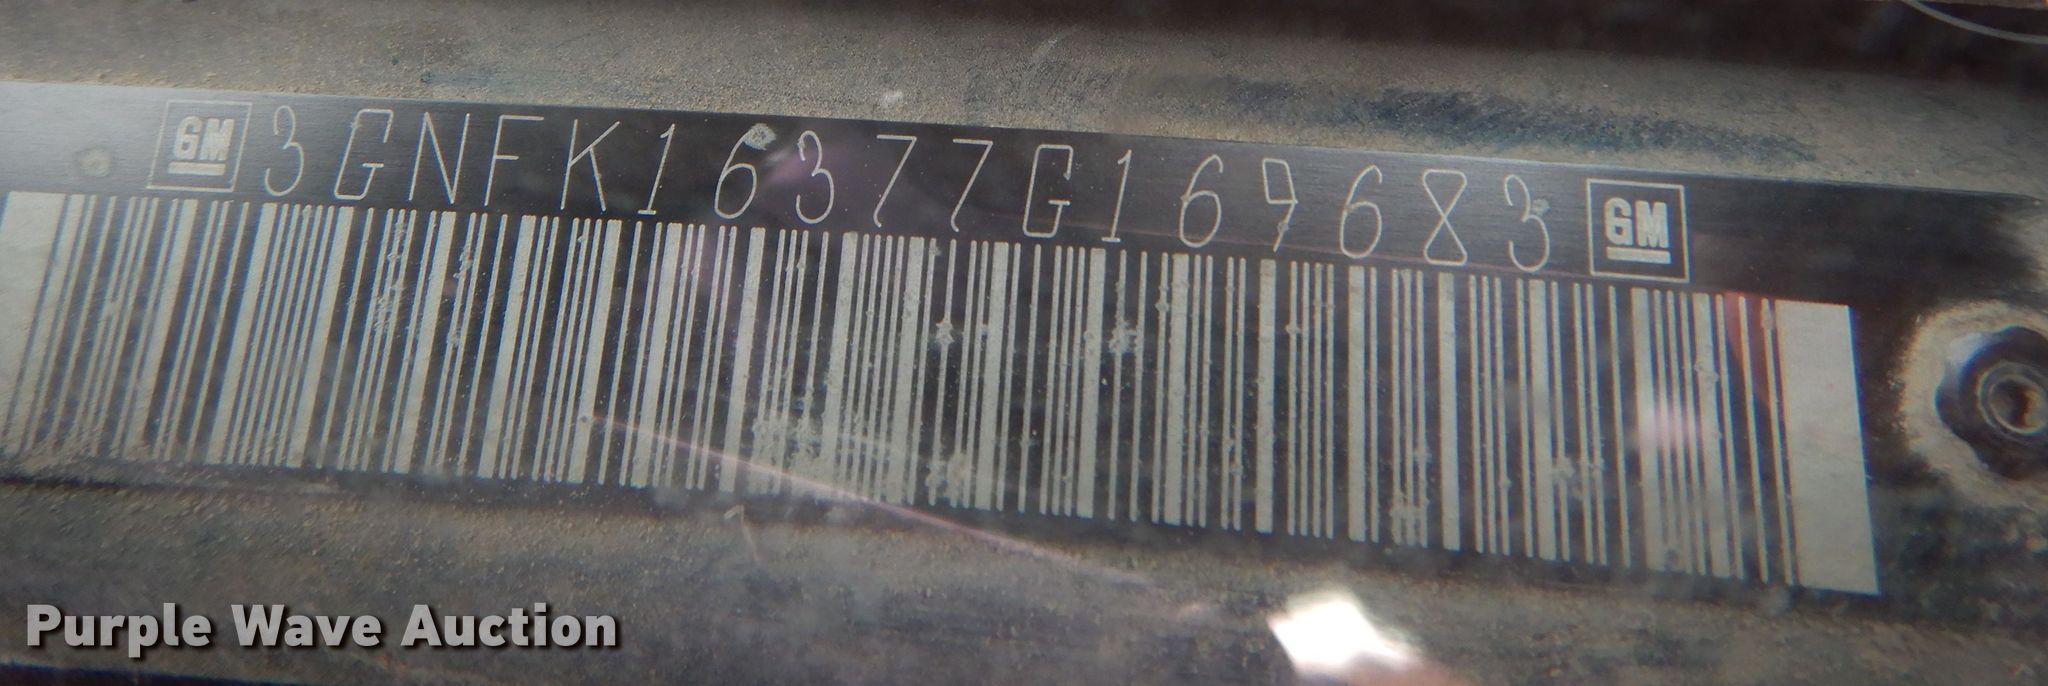 GM 3GNFK16377G169683 GM
Purple Wave Auction